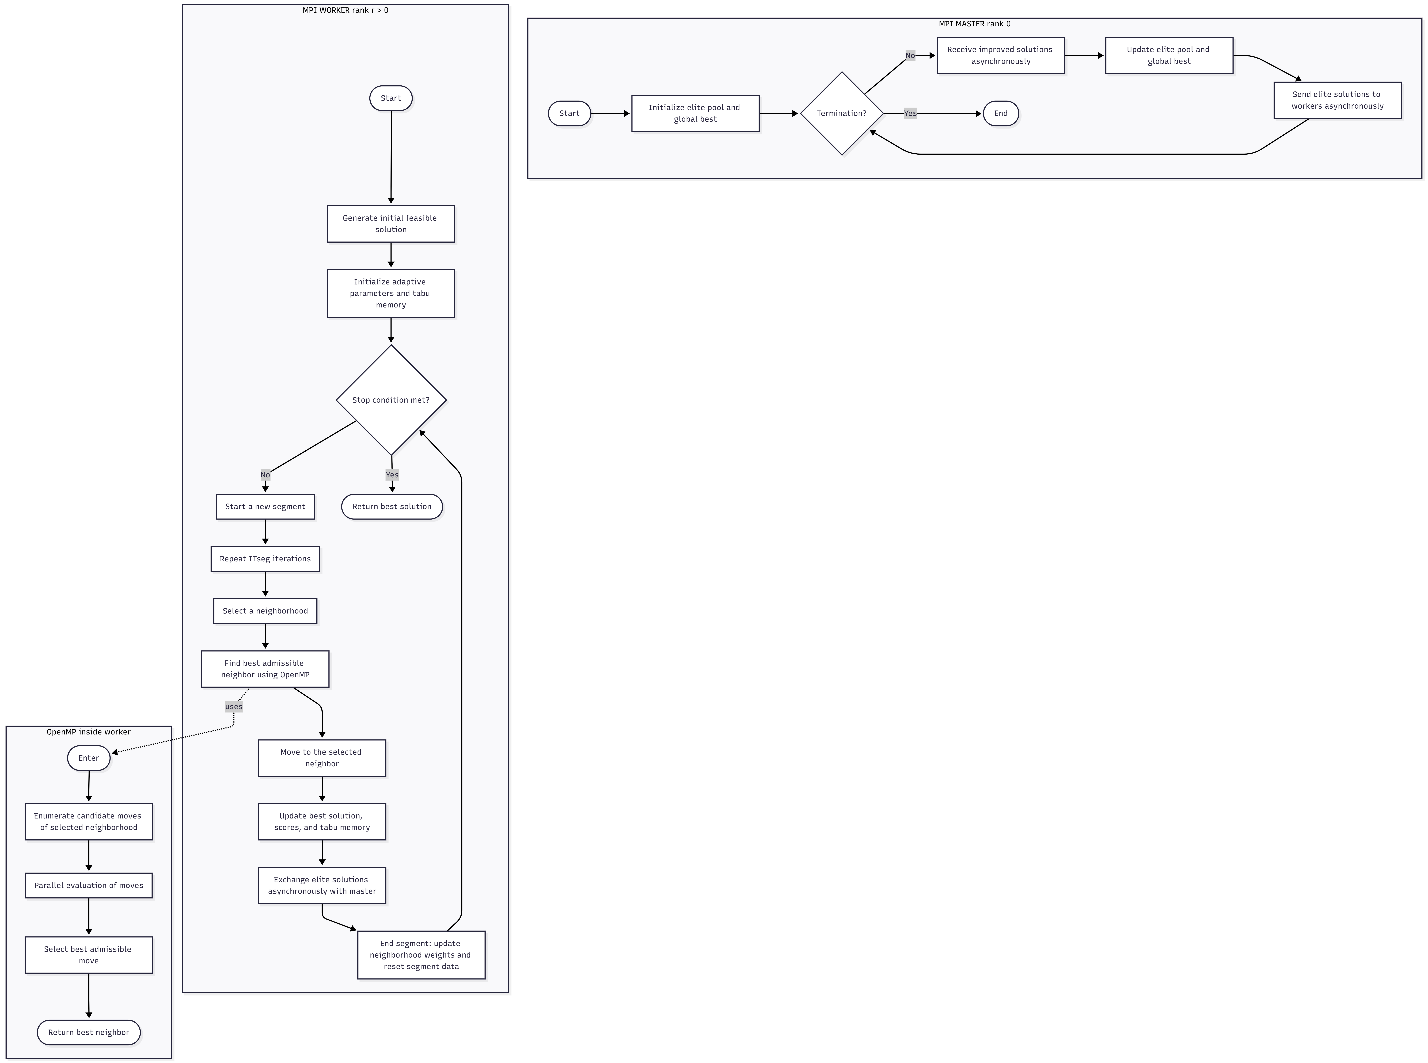 MPI WORKER rank r > 0
Start
Generate initial feasible
solution
Initialize adaptive
parameters and tabu
memory
Stop condition met?
No
Yes
Start a new segment
Return best solution
Repeat ITseg iterations
Select a neighborhood
Find best admissible
neighbor using OpenMP
uses
Move to the selected
neighbor
Update best solution,
scores, and tabu memory
Exchange elite solutions
asynchronously with master
End segment: update
neighborhood weights and
reset segment data
OpenMP inside worker
Enter
Enumerate candidate moves
of selected neighborhood
Parallel evaluation of moves
Select best admissible
move
Return best neighbor
MPI MASTER rank 0
Start
Initialize elite pool and
global best
Termination?
No
Yes
Receive improved solutions
asynchronously
Update elite pool and
global best
Send elite solutions to
workers asynchronously
End